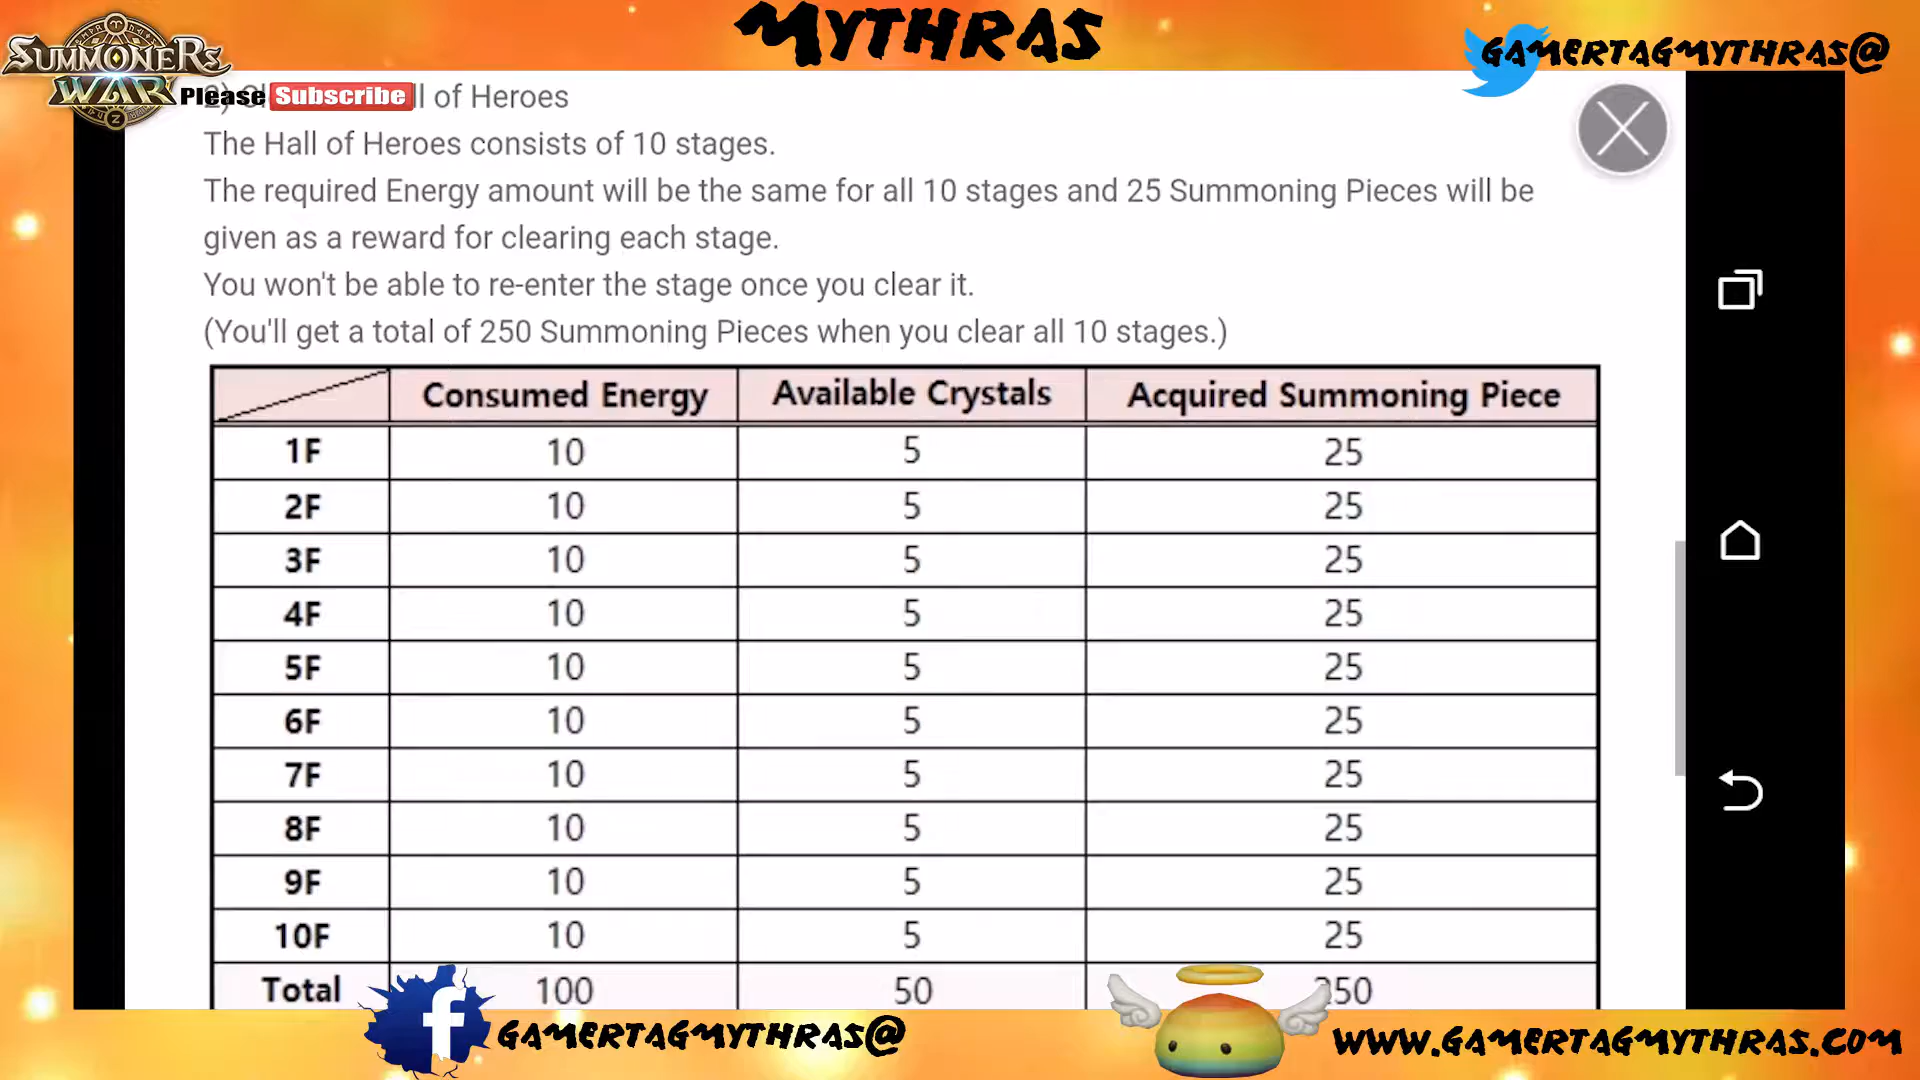 MYTHRAS
SUMMONERS
WAR
GAMERTAGMYTHRAS@
Please Subscribe ll of Heroes
The Hall of Heroes consists of 10 stages.
The required Energy amount will be the same for all 10 stages and 25 Summoning Pieces will be
given as a reward for clearing each stage.
You won't be able to re-enter the stage once you clear it.
(You'll get a total of 250 Summoning Pieces when you clear all 10 stages.)
Consumed Energy Available Crystals Acquired Summoning Piece
1F 10 5 25
2F 10 5 25
3F 10 5 25
4F 10 5 25
5F 10 5 25
6F 10 5 25
7F 10 5 25
8F 10 5 25
9F 10 5 25
10F 10 5 25
Total 100 50 250
f GAMERTAGMYTHRAS@
WWW.GAMERTAGMYTHRAS.COM